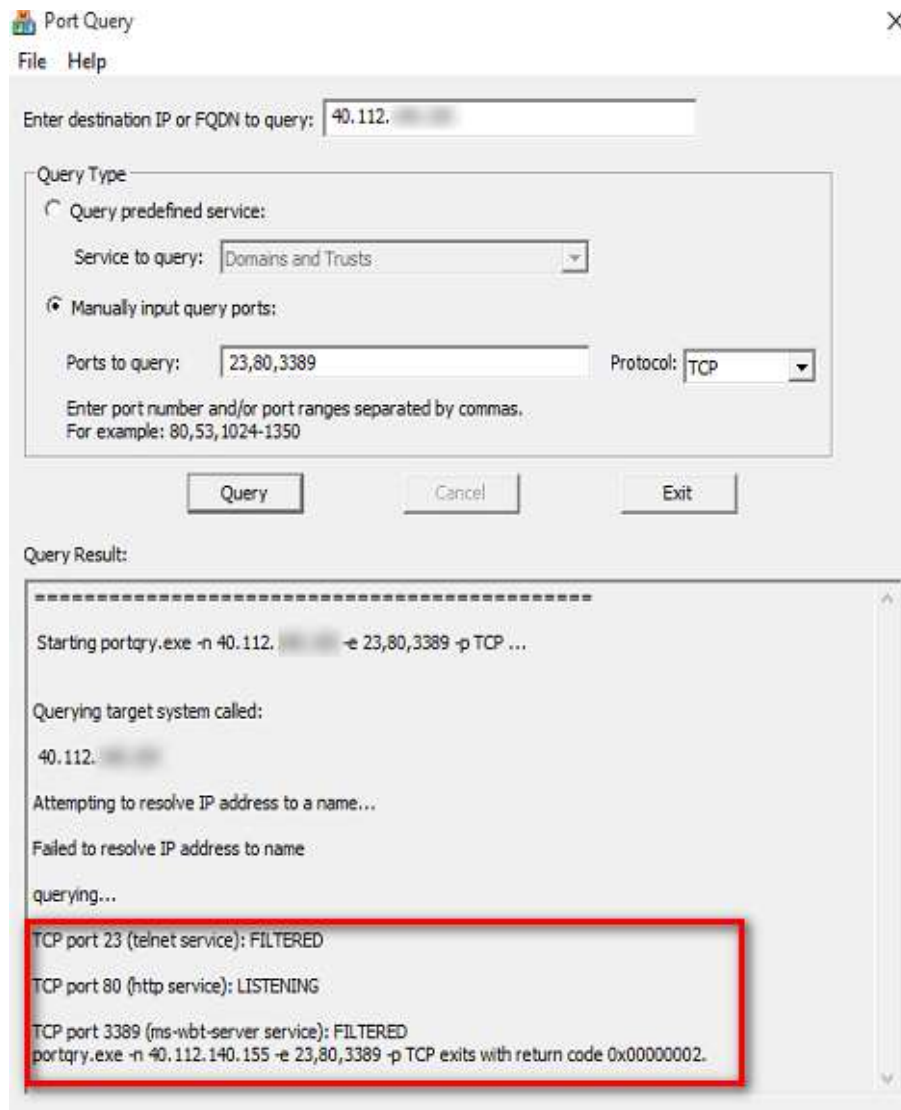 Port Query
File Help
Enter destination IP or FQDN to query: 40.112.
Query Type
Query predefined service:
Service to query: Domains and Trusts
Manually input query ports:
Ports to query: 23,80,3389 Protocol: TCP
Enter port number and/or port ranges separated by commas.
For example: 80,53,1024-1350
Query Cancel Exit
Query Result:
=============================================
Starting portqry.exe -n 40.112. -e 23,80,3389 -p TCP ...
Querying target system called:
40.112.
Attempting to resolve IP address to a name...
Failed to resolve IP address to name
querying...
TCP port 23 (telnet service): FILTERED
TCP port 80 (http service): LISTENING
TCP port 3389 (ms-wbt-server service): FILTERED
portqry.exe -n 40.112.140.155 -e 23,80,3389 -p TCP exits with return code 0x00000002.